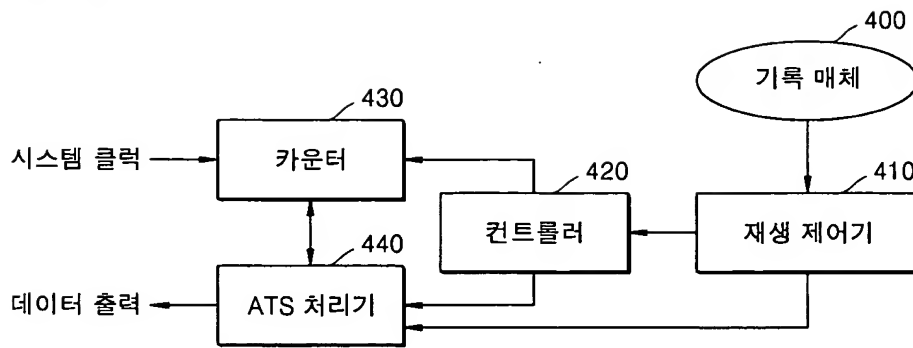 400
기록 매체
430
시스템 클럭
카운터
420
410
컨트롤러
재생 제어기
440
데이터 출력
ATS 처리기